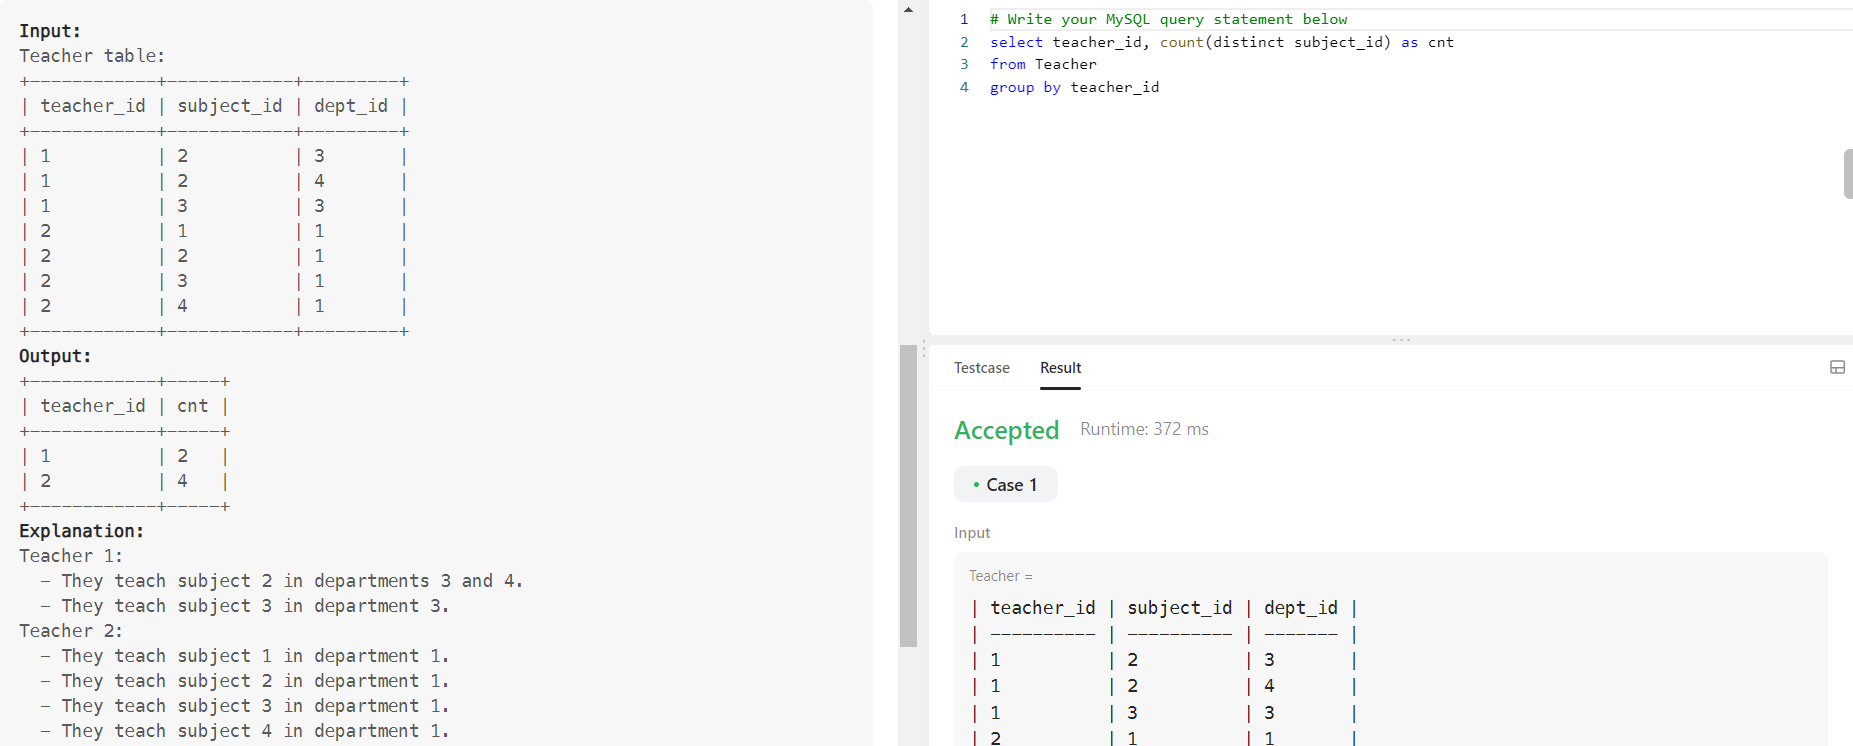 Input:
Teacher table:
+------------+------------+---------+
| teacher_id | subject_id | dept_id |
+------------+------------+---------+
| 1          | 2          | 3       |
| 1          | 2          | 4       |
| 1          | 3          | 3       |
| 2          | 1          | 1       |
| 2          | 2          | 1       |
| 2          | 3          | 1       |
| 2          | 4          | 1       |
+------------+------------+---------+
Output:
+------------+-----+
| teacher_id | cnt |
+------------+-----+
| 1          | 2   |
| 2          | 4   |
+------------+-----+
Explanation:
Teacher 1:
  - They teach subject 2 in departments 3 and 4.
  - They teach subject 3 in department 3.
Teacher 2:
  - They teach subject 1 in department 1.
  - They teach subject 2 in department 1.
  - They teach subject 3 in department 1.
  - They teach subject 4 in department 1.
1 # Write your MySQL query statement below
2 select teacher_id, count(distinct subject_id) as cnt
3 from Teacher
4 group by teacher_id
Testcase Result
Accepted Runtime: 372 ms
• Case 1
Input
Teacher =
| teacher_id | subject_id | dept_id |
| ---------- | ---------- | ------- |
| 1          | 2          | 3       |
| 1          | 2          | 4       |
| 1          | 3          | 3       |
| 2          | 1          | 1       |